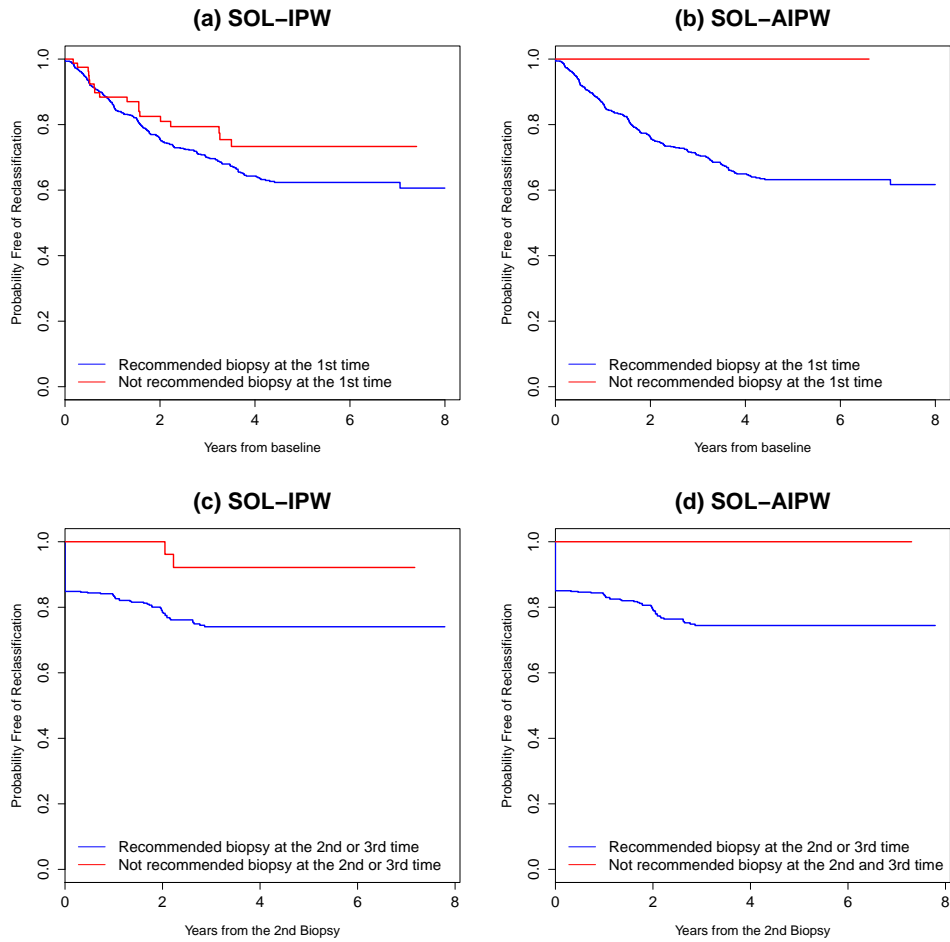 (a) SOL−IPW
Probability Free of Reclassification
1.0
0.8
0.6
0.4
0.2
0.0
Recommended biopsy at the 1st time
Not recommended biopsy at the 1st time
0 2 4 6 8
Years from baseline
(b) SOL−AIPW
Probability Free of Reclassification
1.0
0.8
0.6
0.4
0.2
0.0
Recommended biopsy at the 1st time
Not recommended biopsy at the 1st time
0 2 4 6 8
Years from baseline
(c) SOL−IPW
Probability Free of Reclassification
1.0
0.8
0.6
0.4
0.2
0.0
Recommended biopsy at the 2nd or 3rd time
Not recommended biopsy at the 2nd or 3rd time
0 2 4 6 8
Years from the 2nd Biopsy
(d) SOL−AIPW
Probability Free of Reclassification
1.0
0.8
0.6
0.4
0.2
0.0
Recommended biopsy at the 2nd or 3rd time
Not recommended biopsy at the 2nd and 3rd time
0 2 4 6 8
Years from the 2nd Biopsy